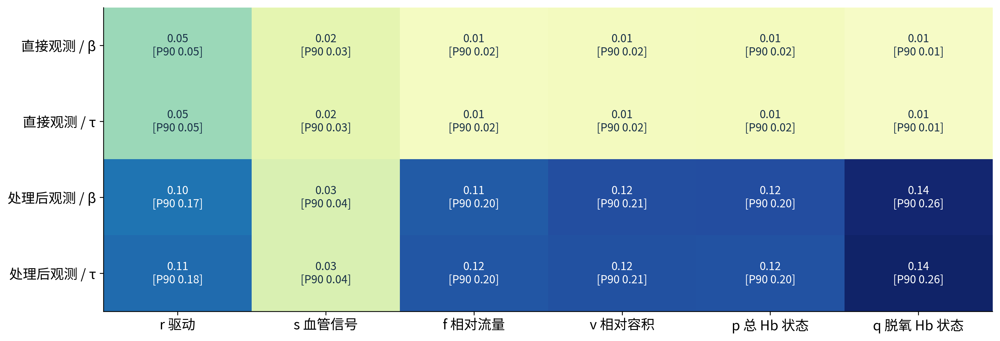 直接观测 / β
0.05
[P90 0.05]
0.02
[P90 0.03]
0.01
[P90 0.02]
0.01
[P90 0.02]
0.01
[P90 0.02]
0.01
[P90 0.01]
直接观测 / τ
0.05
[P90 0.05]
0.02
[P90 0.03]
0.01
[P90 0.02]
0.01
[P90 0.02]
0.01
[P90 0.02]
0.01
[P90 0.01]
处理后观测 / β
0.10
[P90 0.17]
0.03
[P90 0.04]
0.11
[P90 0.20]
0.12
[P90 0.21]
0.12
[P90 0.20]
0.14
[P90 0.26]
处理后观测 / τ
0.11
[P90 0.18]
0.03
[P90 0.04]
0.12
[P90 0.20]
0.12
[P90 0.21]
0.12
[P90 0.20]
0.14
[P90 0.26]
r 驱动
s 血管信号
f 相对流量
v 相对容积
p 总 Hb 状态
q 脱氧 Hb 状态